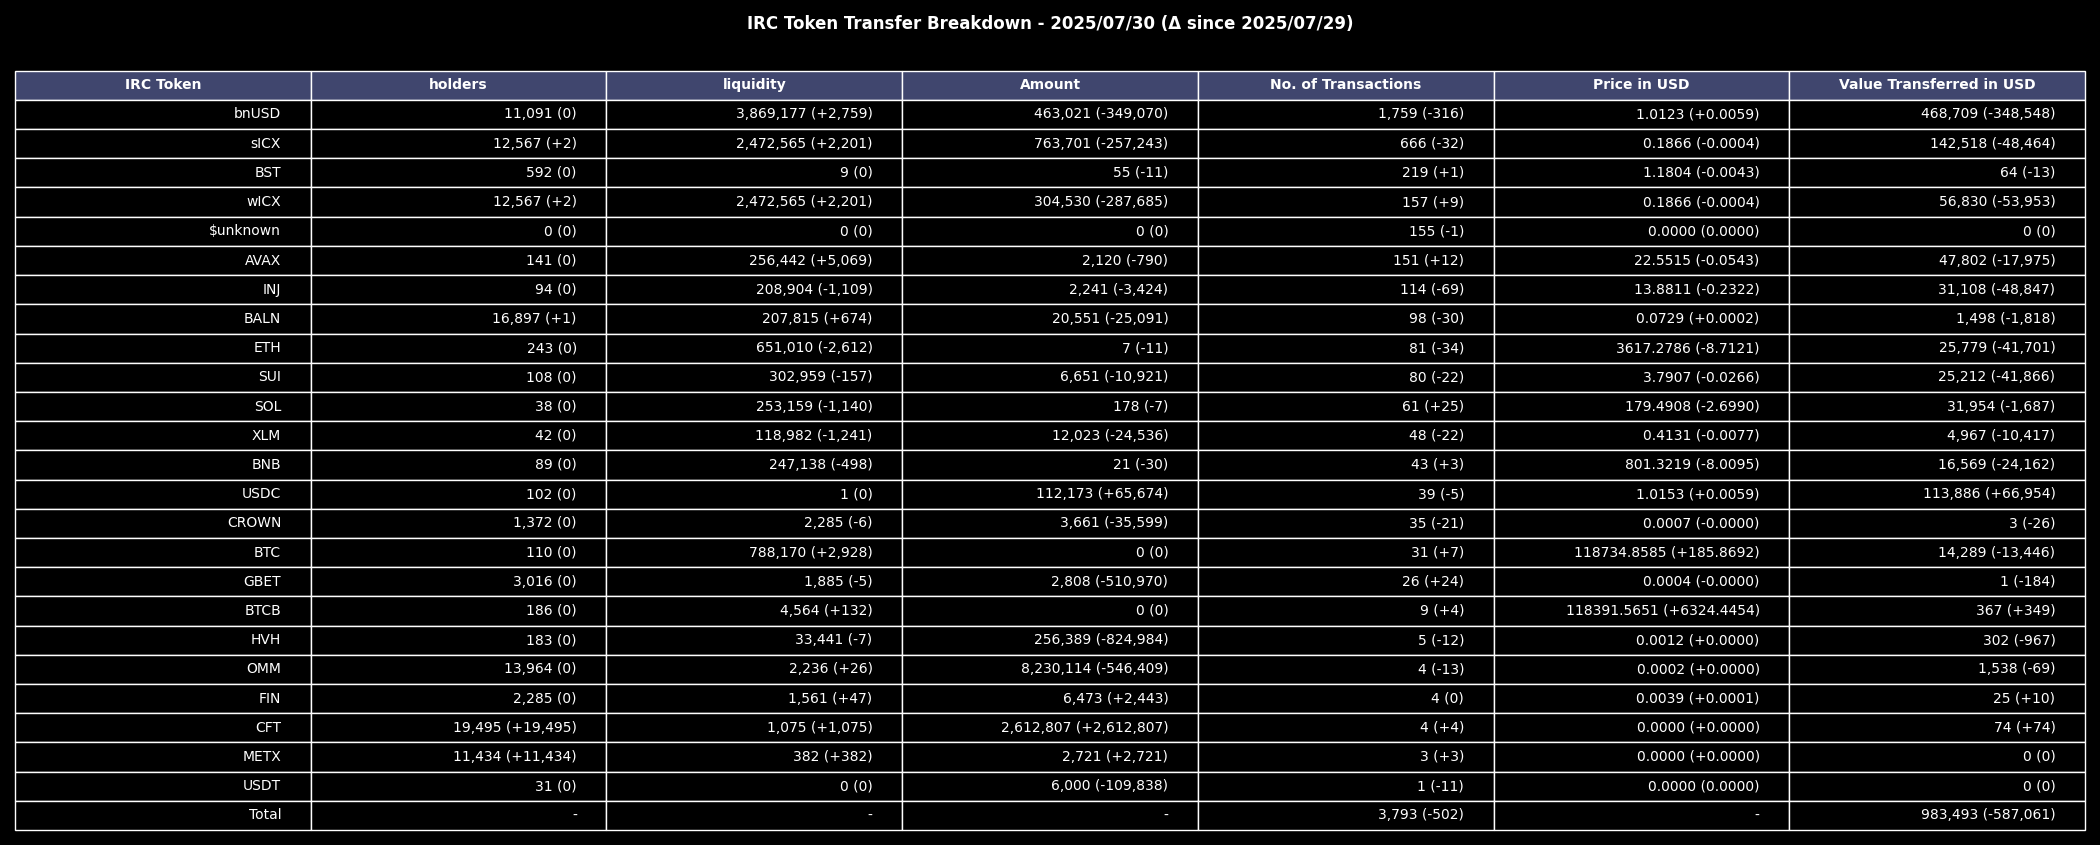 IRC Token Transfer Breakdown - 2025/07/30 (Δ since 2025/07/29)
IRC Token holders liquidity Amount No. of Transactions Price in USD Value Transferred in USD
bnUSD 11,091 (0) 3,869,177 (+2,759) 463,021 (-349,070) 1,759 (-316) 1.0123 (+0.0059) 468,709 (-348,548)
sICX 12,567 (+2) 2,472,565 (+2,201) 763,701 (-257,243) 666 (-32) 0.1866 (-0.0004) 142,518 (-48,464)
BST 592 (0) 9 (0) 55 (-11) 219 (+1) 1.1804 (-0.0043) 64 (-13)
wICX 12,567 (+2) 2,472,565 (+2,201) 304,530 (-287,685) 157 (+9) 0.1866 (-0.0004) 56,830 (-53,953)
$unknown 0 (0) 0 (0) 0 (0) 155 (-1) 0.0000 (0.0000) 0 (0)
AVAX 141 (0) 256,442 (+5,069) 2,120 (-790) 151 (+12) 22.5515 (-0.0543) 47,802 (-17,975)
INJ 94 (0) 208,904 (-1,109) 2,241 (-3,424) 114 (-69) 13.8811 (-0.2322) 31,108 (-48,847)
BALN 16,897 (+1) 207,815 (+674) 20,551 (-25,091) 98 (-30) 0.0729 (+0.0002) 1,498 (-1,818)
ETH 243 (0) 651,010 (-2,612) 7 (-11) 81 (-34) 3617.2786 (-8.7121) 25,779 (-41,701)
SUI 108 (0) 302,959 (-157) 6,651 (-10,921) 80 (-22) 3.7907 (-0.0266) 25,212 (-41,866)
SOL 38 (0) 253,159 (-1,140) 178 (-7) 61 (+25) 179.4908 (-2.6990) 31,954 (-1,687)
XLM 42 (0) 118,982 (-1,241) 12,023 (-24,536) 48 (-22) 0.4131 (-0.0077) 4,967 (-10,417)
BNB 89 (0) 247,138 (-498) 21 (-30) 43 (+3) 801.3219 (-8.0095) 16,569 (-24,162)
USDC 102 (0) 1 (0) 112,173 (+65,674) 39 (-5) 1.0153 (+0.0059) 113,886 (+66,954)
CROWN 1,372 (0) 2,285 (-6) 3,661 (-35,599) 35 (-21) 0.0007 (-0.0000) 3 (-26)
BTC 110 (0) 788,170 (+2,928) 0 (0) 31 (+7) 118734.8585 (+185.8692) 14,289 (-13,446)
GBET 3,016 (0) 1,885 (-5) 2,808 (-510,970) 26 (+24) 0.0004 (-0.0000) 1 (-184)
BTCB 186 (0) 4,564 (+132) 0 (0) 9 (+4) 118391.5651 (+6324.4454) 367 (+349)
HVH 183 (0) 33,441 (-7) 256,389 (-824,984) 5 (-12) 0.0012 (+0.0000) 302 (-967)
OMM 13,964 (0) 2,236 (+26) 8,230,114 (-546,409) 4 (-13) 0.0002 (+0.0000) 1,538 (-69)
FIN 2,285 (0) 1,561 (+47) 6,473 (+2,443) 4 (0) 0.0039 (+0.0001) 25 (+10)
CFT 19,495 (+19,495) 1,075 (+1,075) 2,612,807 (+2,612,807) 4 (+4) 0.0000 (+0.0000) 74 (+74)
METX 11,434 (+11,434) 382 (+382) 2,721 (+2,721) 3 (+3) 0.0000 (+0.0000) 0 (0)
USDT 31 (0) 0 (0) 6,000 (-109,838) 1 (-11) 0.0000 (0.0000) 0 (0)
Total - - - 3,793 (-502) - 983,493 (-587,061)